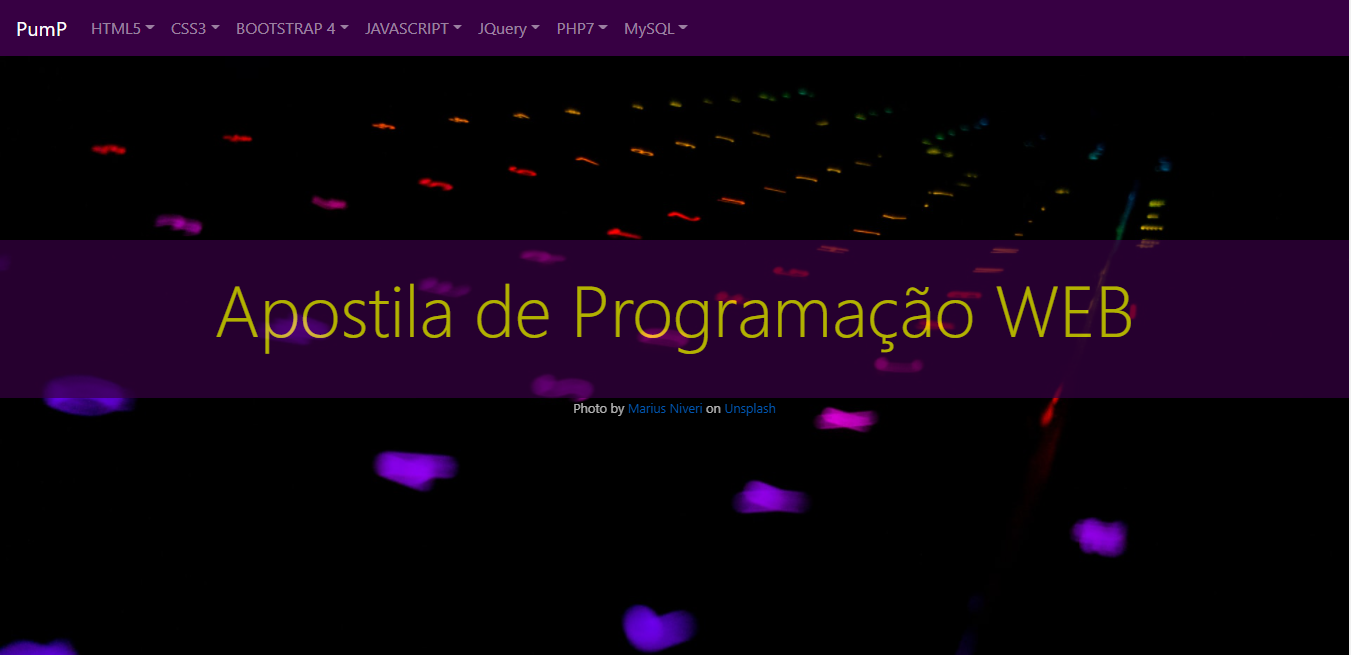 PumP HTML5 CSS3 BOOTSTRAP 4 JAVASCRIPT JQuery PHP7 MySQL
Apostila de Programação WEB
Photo by Marius Niveri on Unsplash